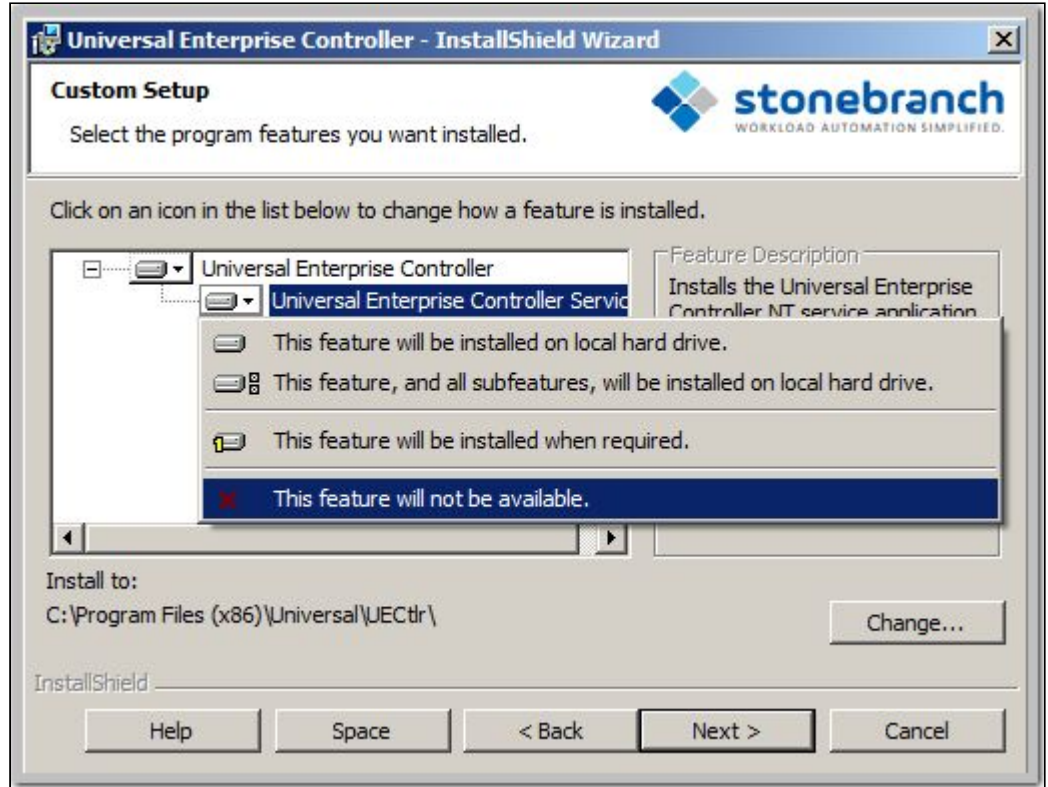 Universal Enterprise Controller - InstallShield Wizard
Custom Setup
Select the program features you want installed.
stonebranch
WORKLOAD AUTOMATION SIMPLIFIED.
Click on an icon in the list below to change how a feature is installed.
Universal Enterprise Controller
Universal Enterprise Controller Servic
Feature Description
Installs the Universal Enterprise
Controller NT service application
This feature will be installed on local hard drive.
This feature, and all subfeatures, will be installed on local hard drive.
This feature will be installed when required.
This feature will not be available.
Install to:
C:\Program Files (x86)\Universal\UECtlr\
Change...
InstallShield
Help
Space
< Back
Next >
Cancel